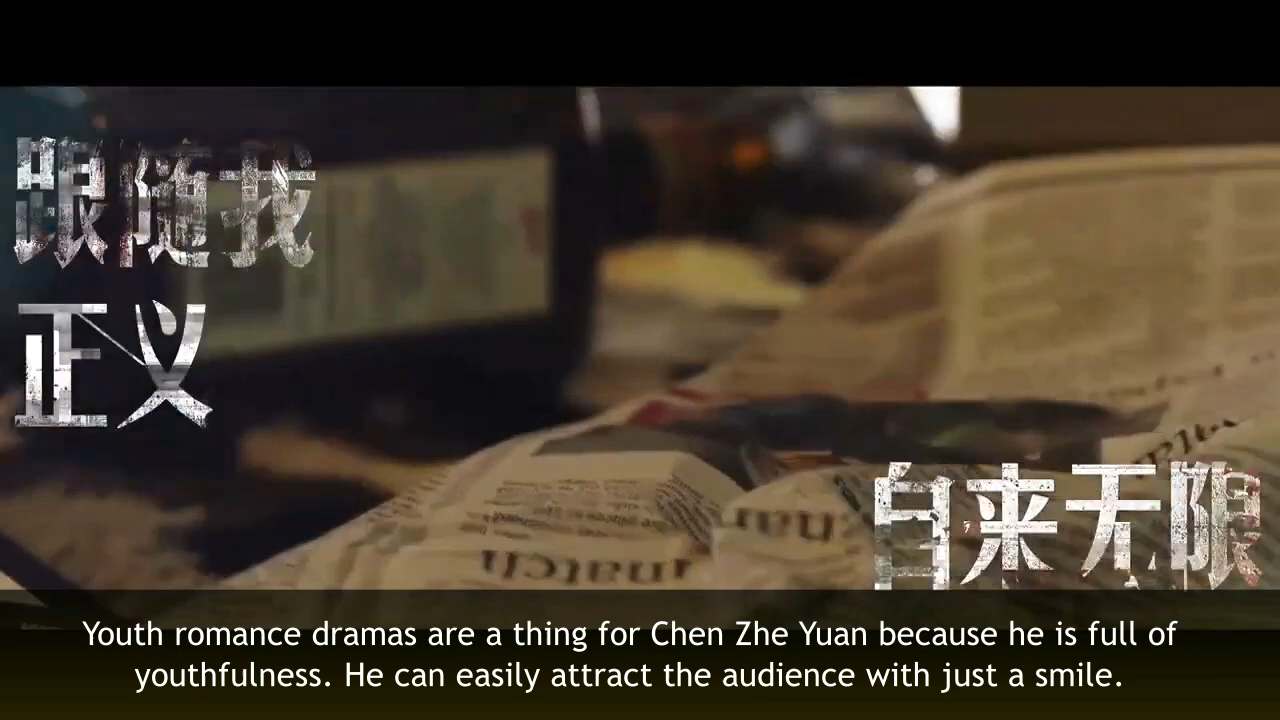 跟随我
正义
自来无限
match
Youth romance dramas are a thing for Chen Zhe Yuan because he is full of
youthfulness. He can easily attract the audience with just a smile.